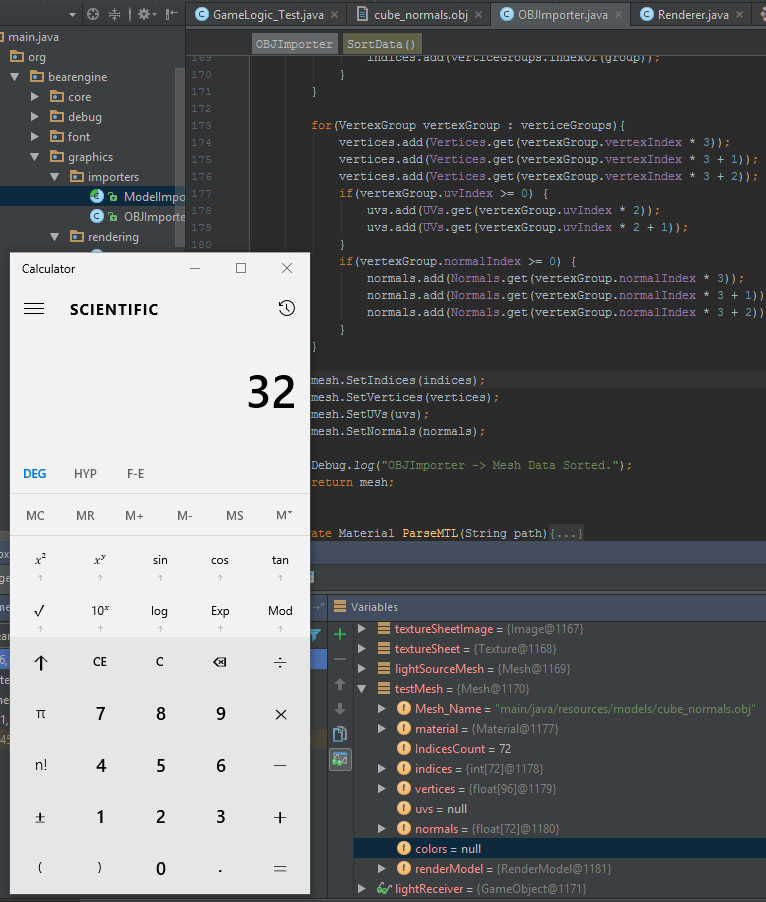 GameLogic_Test.java
cube_normals.obj
OBJImporter.java
Renderer.java
main.java
org
bearengine
core
debug
font
graphics
importers
ModelImpo
OBJImporte
rendering
OBJImporter
SortData()
169 indices.add(verticeGroups.indexOf(group));
170 }
171 }
172
173 for(VertexGroup vertexGroup : verticeGroups){
174 vertices.add(Vertices.get(vertexGroup.vertexIndex * 3));
175 vertices.add(Vertices.get(vertexGroup.vertexIndex * 3 + 1));
176 vertices.add(Vertices.get(vertexGroup.vertexIndex * 3 + 2));
177 if(vertexGroup.uvIndex >= 0) {
178 uvs.add(UVs.get(vertexGroup.uvIndex * 2));
179 uvs.add(UVs.get(vertexGroup.uvIndex * 2 + 1));
180 }
if(vertexGroup.normalIndex >= 0) {
normals.add(Normals.get(vertexGroup.normalIndex * 3));
normals.add(Normals.get(vertexGroup.normalIndex * 3 + 1))
normals.add(Normals.get(vertexGroup.normalIndex * 3 + 2))
}
}
mesh.SetIndices(indices);
mesh.SetVertices(vertices);
mesh.SetUVs(uvs);
mesh.SetNormals(normals);
Debug.log("OBJImporter -> Mesh Data Sorted.");
return mesh;
ate Material ParseMTL(String path){...}
Calculator
SCIENTIFIC
32
DEG HYP F-E
MC MR M+ M- MS M▾
x² xʸ sin cos tan
√ 10ˣ log Exp Mod
↑ CE C ⌫ ÷
π 7 8 9 ×
n! 4 5 6 −
± 1 2 3 +
( ) 0 . =
Variables
textureSheetImage = {Image@1167}
textureSheet = {Texture@1168}
lightSourceMesh = {Mesh@1169}
testMesh = {Mesh@1170}
Mesh_Name = "main/java/resources/models/cube_normals.obj"
material = {Material@1177}
IndicesCount = 72
indices = {int[72]@1178}
vertices = {float[96]@1179}
uvs = null
normals = {float[72]@1180}
colors = null
renderModel = {RenderModel@1181}
lightReceiver = {GameObject@1171}